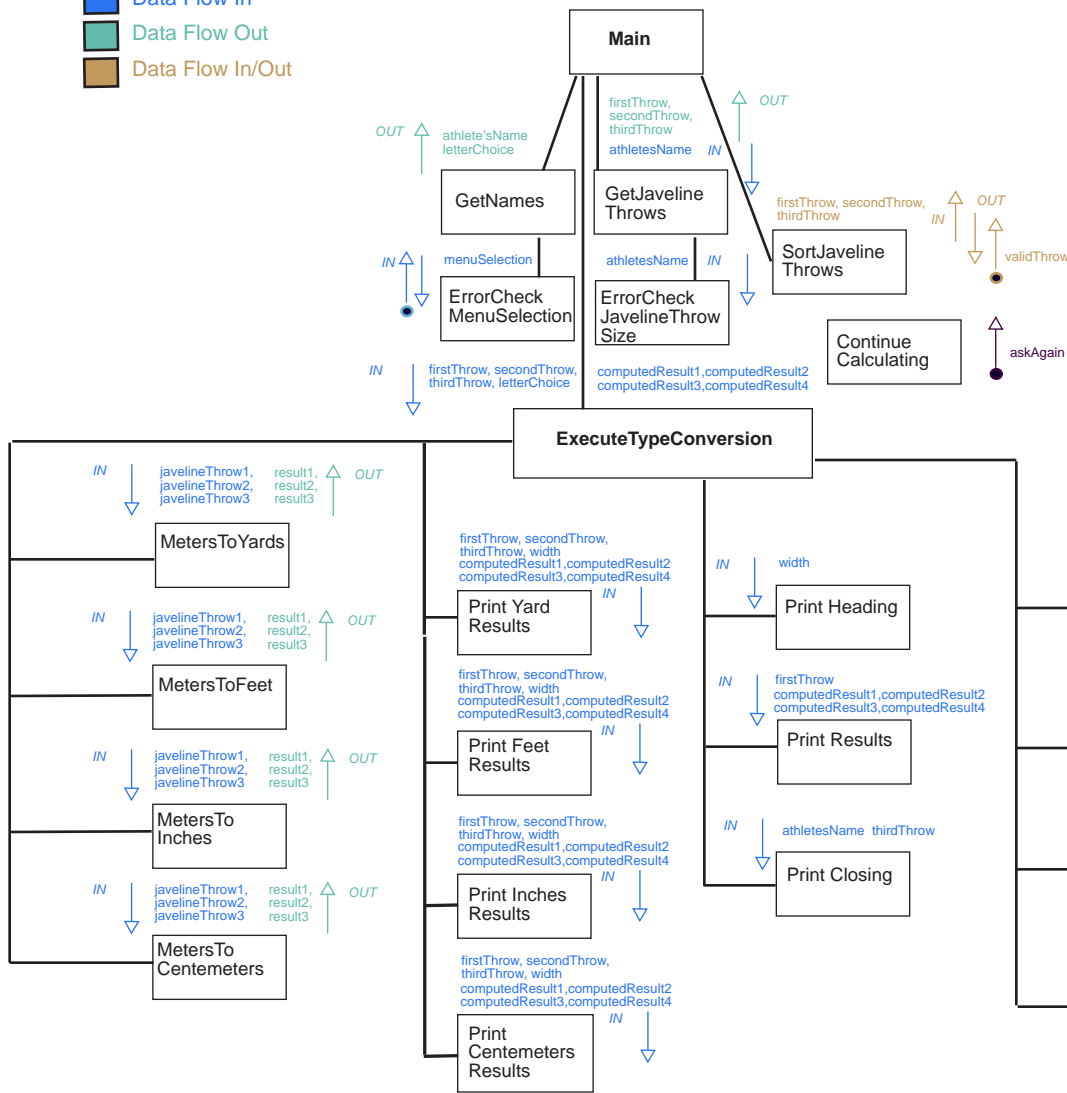 Data Flow In
Data Flow Out
Data Flow In/Out
Main
OUT
athlete'sName
letterChoice
firstThrow,
secondThrow,
thirdThrow
OUT
athletesName
IN
GetNames
GetJaveline
Throws
firstThrow, secondThrow,
thirdThrow
IN
OUT
validThrow
SortJaveline
Throws
IN
menuSelection
athletesName
IN
ErrorCheck
MenuSelection
ErrorCheck
JavelineThrow
Size
Continue
Calculating
askAgain
IN
firstThrow, secondThrow,
thirdThrow, letterChoice
computedResult1,computedResult2
computedResult3,computedResult4
ExecuteTypeConversion
IN
javelineThrow1,
javelineThrow2,
javelineThrow3
result1,
result2,
result3
OUT
MetersToYards
IN
javelineThrow1,
javelineThrow2,
javelineThrow3
result1,
result2,
result3
OUT
MetersToFeet
IN
javelineThrow1,
javelineThrow2,
javelineThrow3
result1,
result2,
result3
OUT
MetersTo
Inches
IN
javelineThrow1,
javelineThrow2,
javelineThrow3
result1,
result2,
result3
OUT
MetersTo
Centemeters
firstThrow, secondThrow,
thirdThrow, width
computedResult1,computedResult2
computedResult3,computedResult4
IN
Print Yard
Results
firstThrow, secondThrow,
thirdThrow, width
computedResult1,computedResult2
computedResult3,computedResult4
IN
Print Feet
Results
firstThrow, secondThrow,
thirdThrow, width
computedResult1,computedResult2
computedResult3,computedResult4
IN
Print Inches
Results
firstThrow, secondThrow,
thirdThrow, width
computedResult1,computedResult2
computedResult3,computedResult4
IN
Print
Centemeters
Results
IN
width
Print Heading
IN
firstThrow
computedResult1,computedResult2
computedResult3,computedResult4
Print Results
IN
athletesName thirdThrow
Print Closing